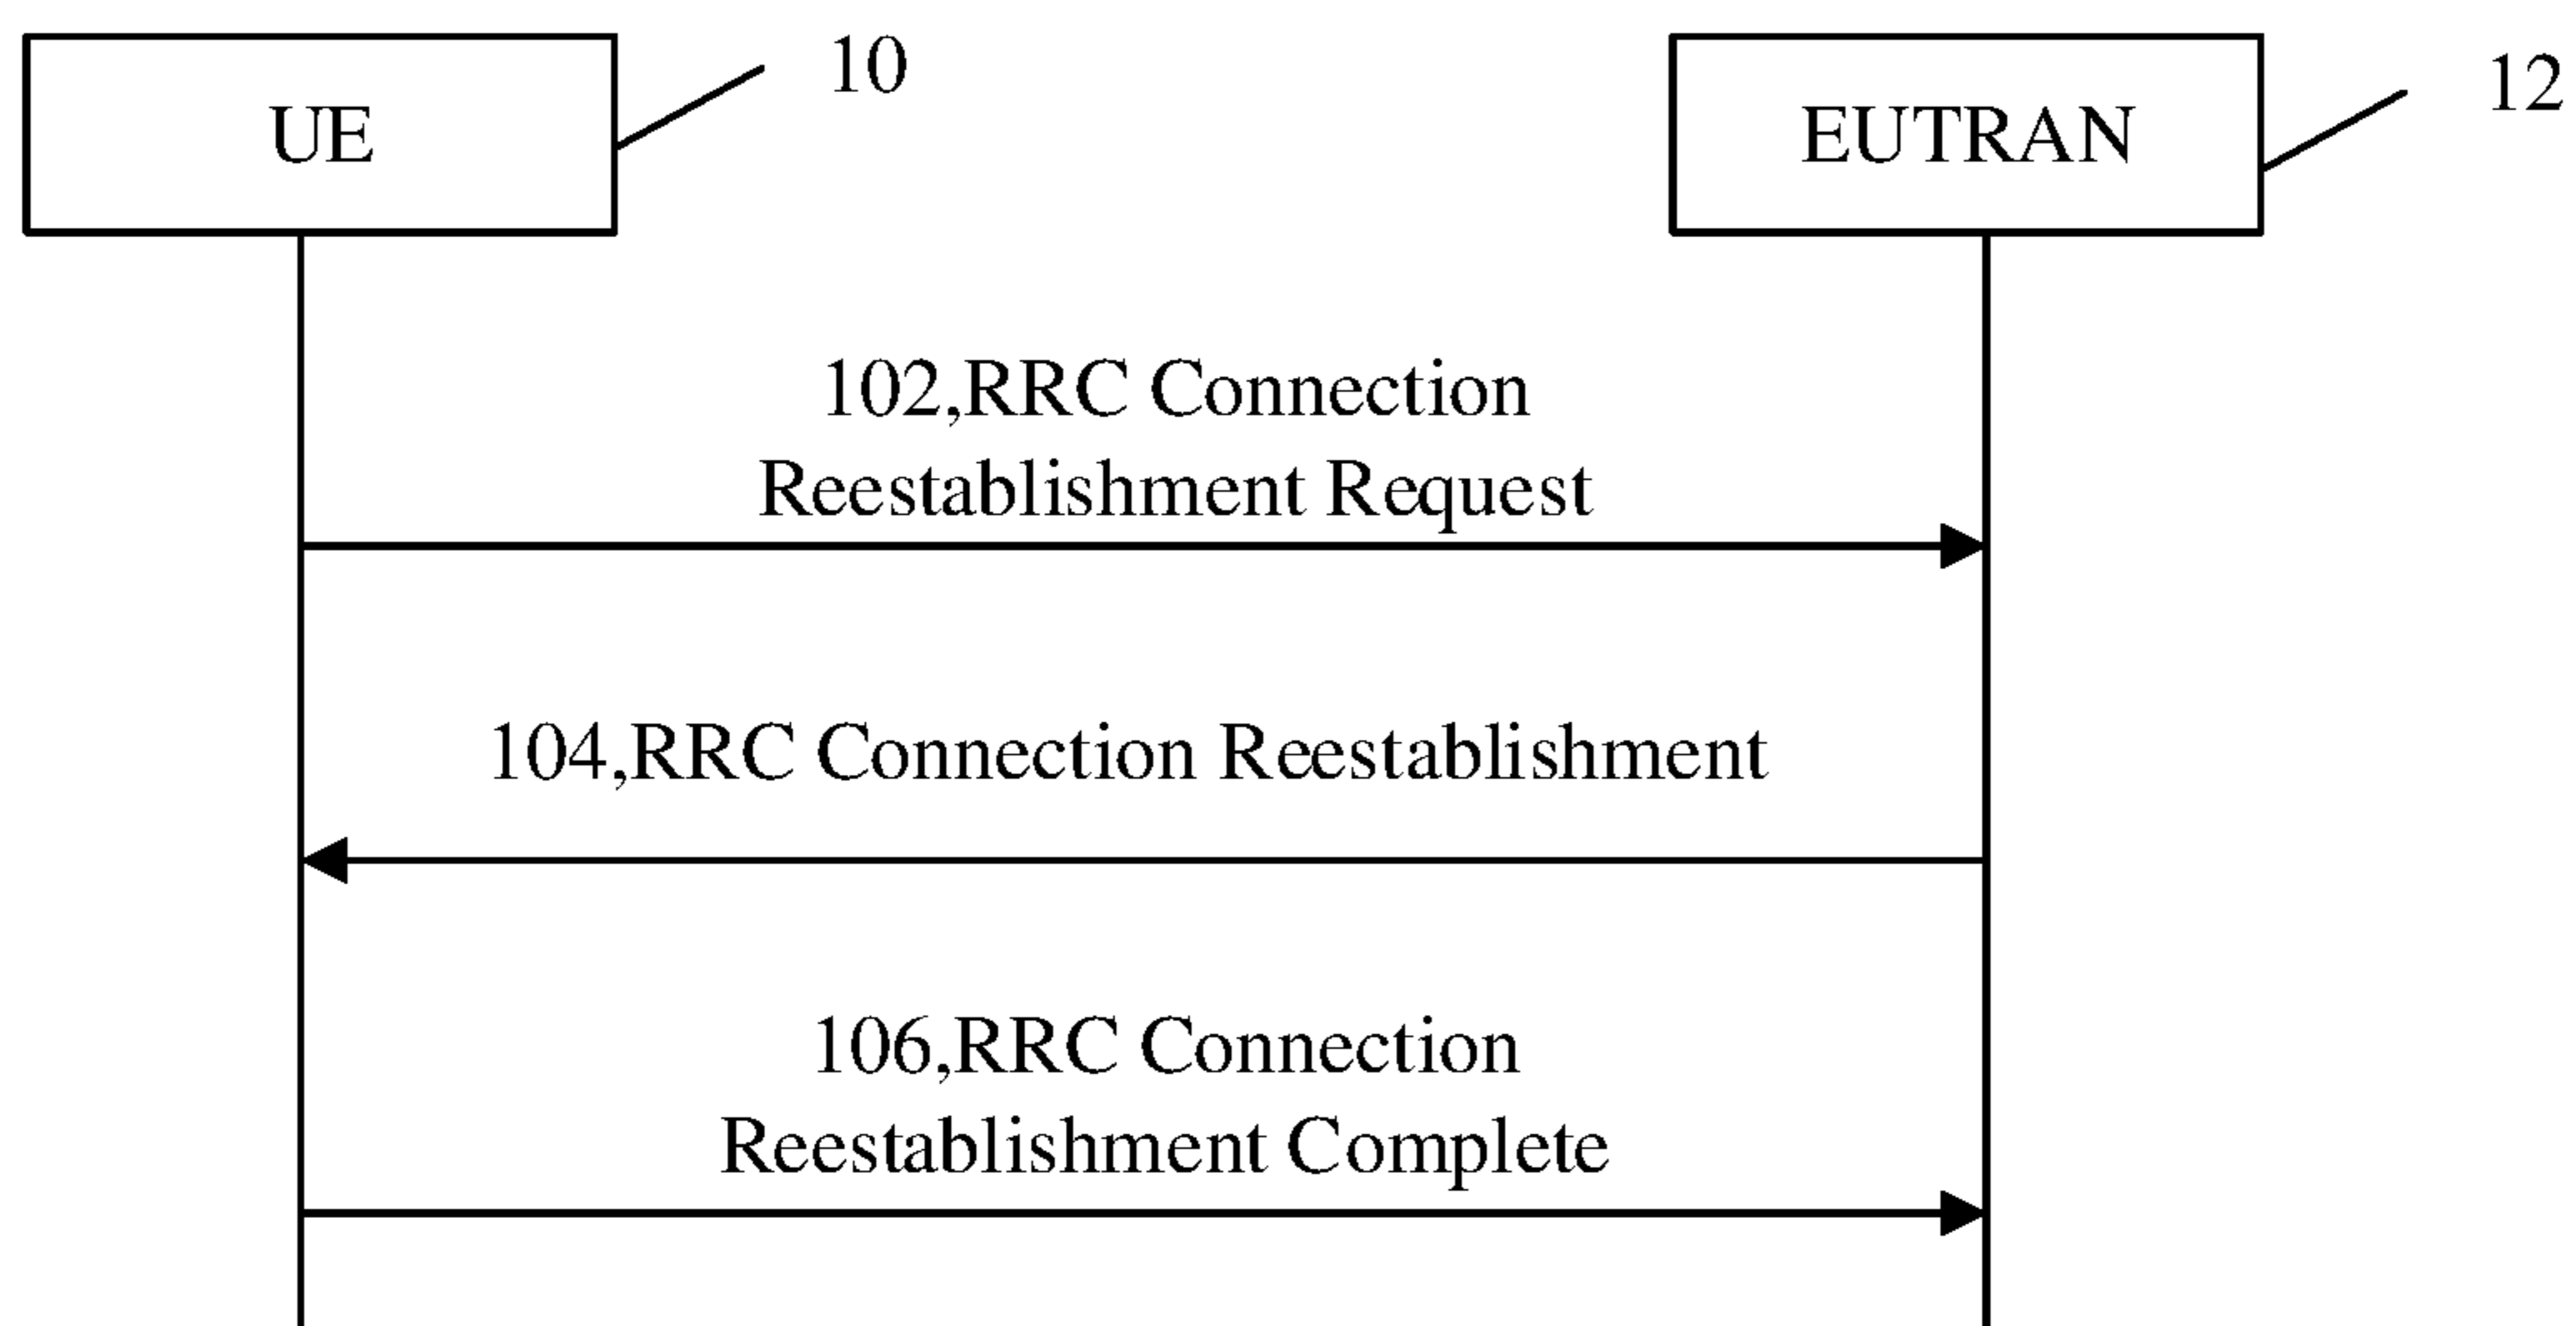 UE
10
EUTRAN
12
102,RRC Connection
Reestablishment Request
104,RRC Connection Reestablishment
106,RRC Connection
Reestablishment Complete